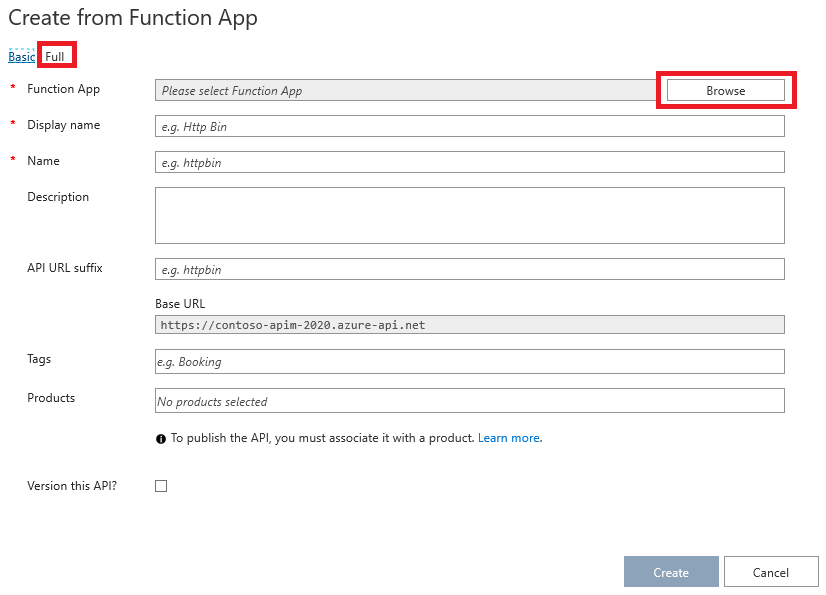 Create from Function App
Basic Full
* Function App Please select Function App Browse
* Display name e.g. Http Bin
* Name e.g. httpbin
Description
API URL suffix e.g. httpbin
Base URL
https://contoso-apim-2020.azure-api.net
Tags e.g. Booking
Products No products selected
To publish the API, you must associate it with a product. Learn more.
Version this API?
Create Cancel